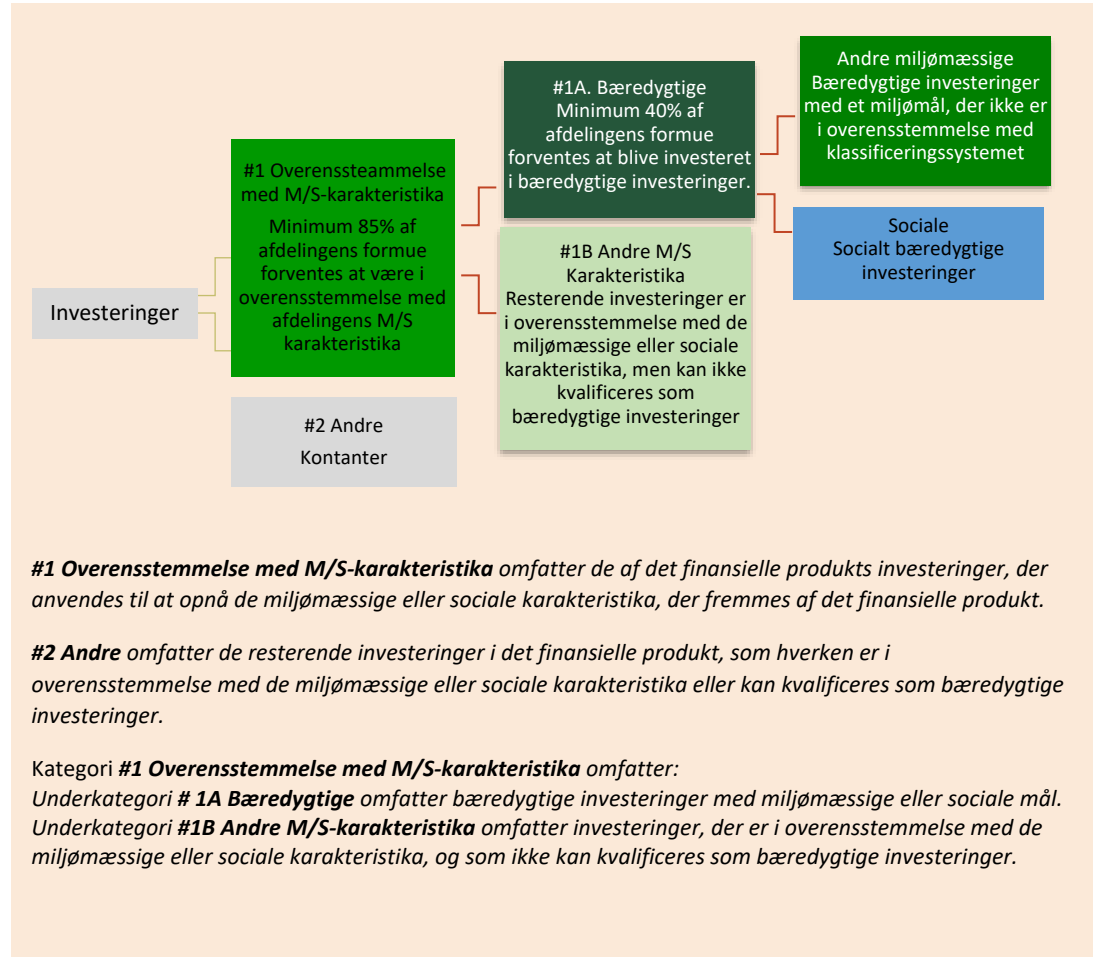 Investeringer
#1 Overenssteammelse
med M/S-karakteristika
Minimum 85% af
afdelingens formue
forventes at være i
overensstemmelse med
afdelingens M/S
karakteristika
#2 Andre
Kontanter
#1A. Bæredygtige
Minimum 40% af
afdelingens formue
forventes at blive investeret
i bæredygtige investeringer.
#1B Andre M/S
Karakteristika
Resterende investeringer er
i overensstemmelse med de
miljømæssige eller sociale
karakteristika, men kan ikke
kvalificeres som
bæredygtige investeringer
Andre miljømæssige
Bæredygtige investeringer
med et miljømål, der ikke er
i overensstemmelse med
klassificeringssystemet
Sociale
Socialt bæredygtige
investeringer
#1 Overensstemmelse med M/S-karakteristika omfatter de af det finansielle produkts investeringer, der
anvendes til at opnå de miljømæssige eller sociale karakteristika, der fremmes af det finansielle produkt.
#2 Andre omfatter de resterende investeringer i det finansielle produkt, som hverken er i
overensstemmelse med de miljømæssige eller sociale karakteristika eller kan kvalificeres som bæredygtige
investeringer.
Kategori #1 Overensstemmelse med M/S-karakteristika omfatter:
Underkategori # 1A Bæredygtige omfatter bæredygtige investeringer med miljømæssige eller sociale mål.
Underkategori #1B Andre M/S-karakteristika omfatter investeringer, der er i overensstemmelse med de
miljømæssige eller sociale karakteristika, og som ikke kan kvalificeres som bæredygtige investeringer.